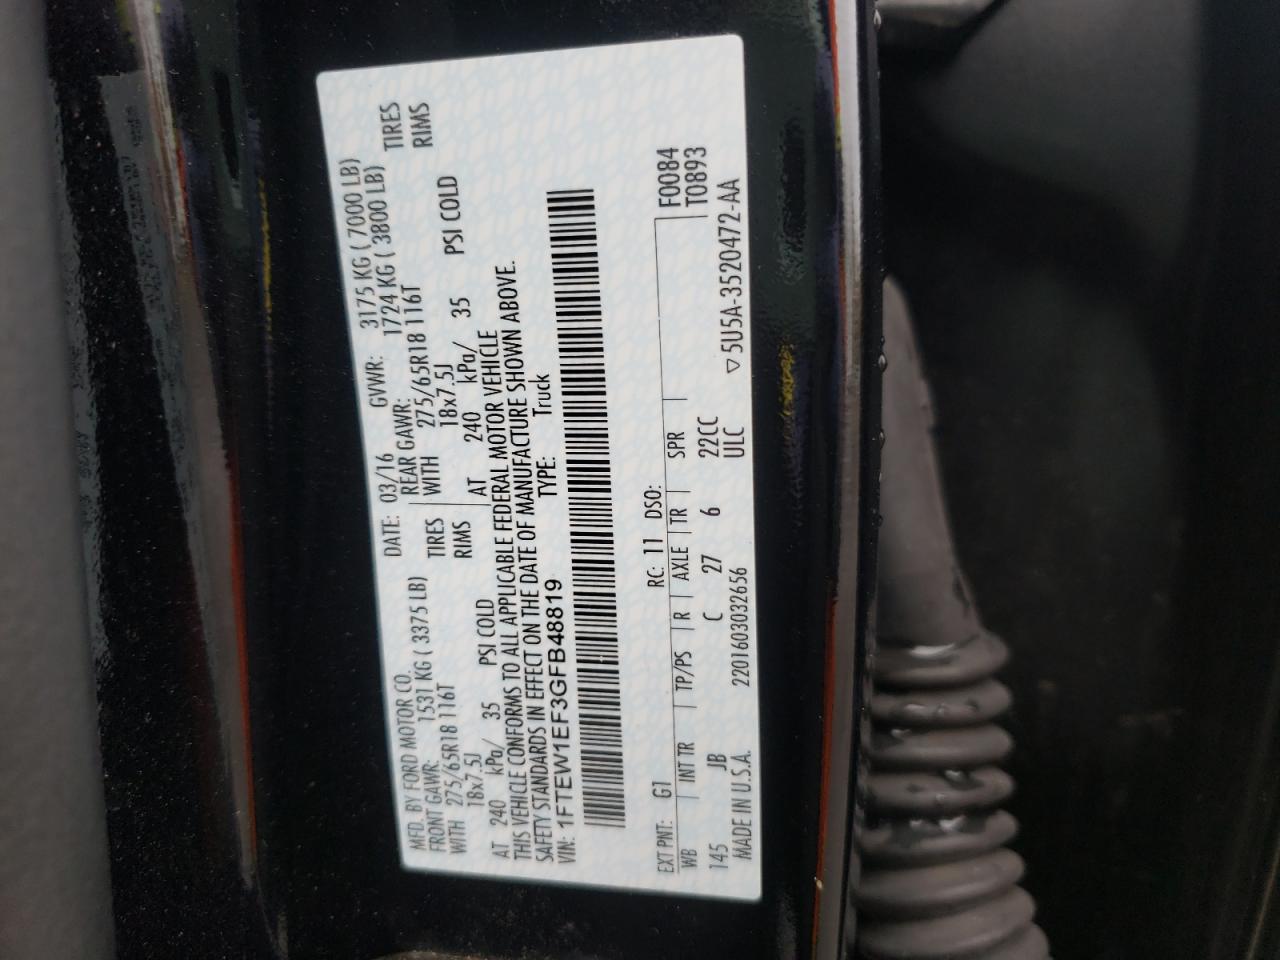 MFD. BY FORD MOTOR CO. DATE: 03/16 GVWR: 3175 KG ( 7000 LB)
FRONT GAWR: 1531 KG ( 3375 LB) REAR GAWR: 1724 KG ( 3800 LB)
WITH 275/65R18 116T TIRES WITH 275/65R18 116T TIRES
18x7.5J RIMS 18x7.5J RIMS
AT 240 kPa/ 35 PSI COLD AT 240 kPa/ 35 PSI COLD
THIS VEHICLE CONFORMS TO ALL APPLICABLE FEDERAL MOTOR VEHICLE
SAFETY STANDARDS IN EFFECT ON THE DATE OF MANUFACTURE SHOWN ABOVE.
VIN: 1FTEW1EF3GFB48819 TYPE: Truck
EXT PNT: G1 RC: 11 DSO: F0084
WB | INT TR | TP/PS | R | AXLE | TR | SPR | T0893
145 JB C 27 6 22CC
MADE IN U.S.A. 220160303032656 ULC ▽5U5A-3520472-AA